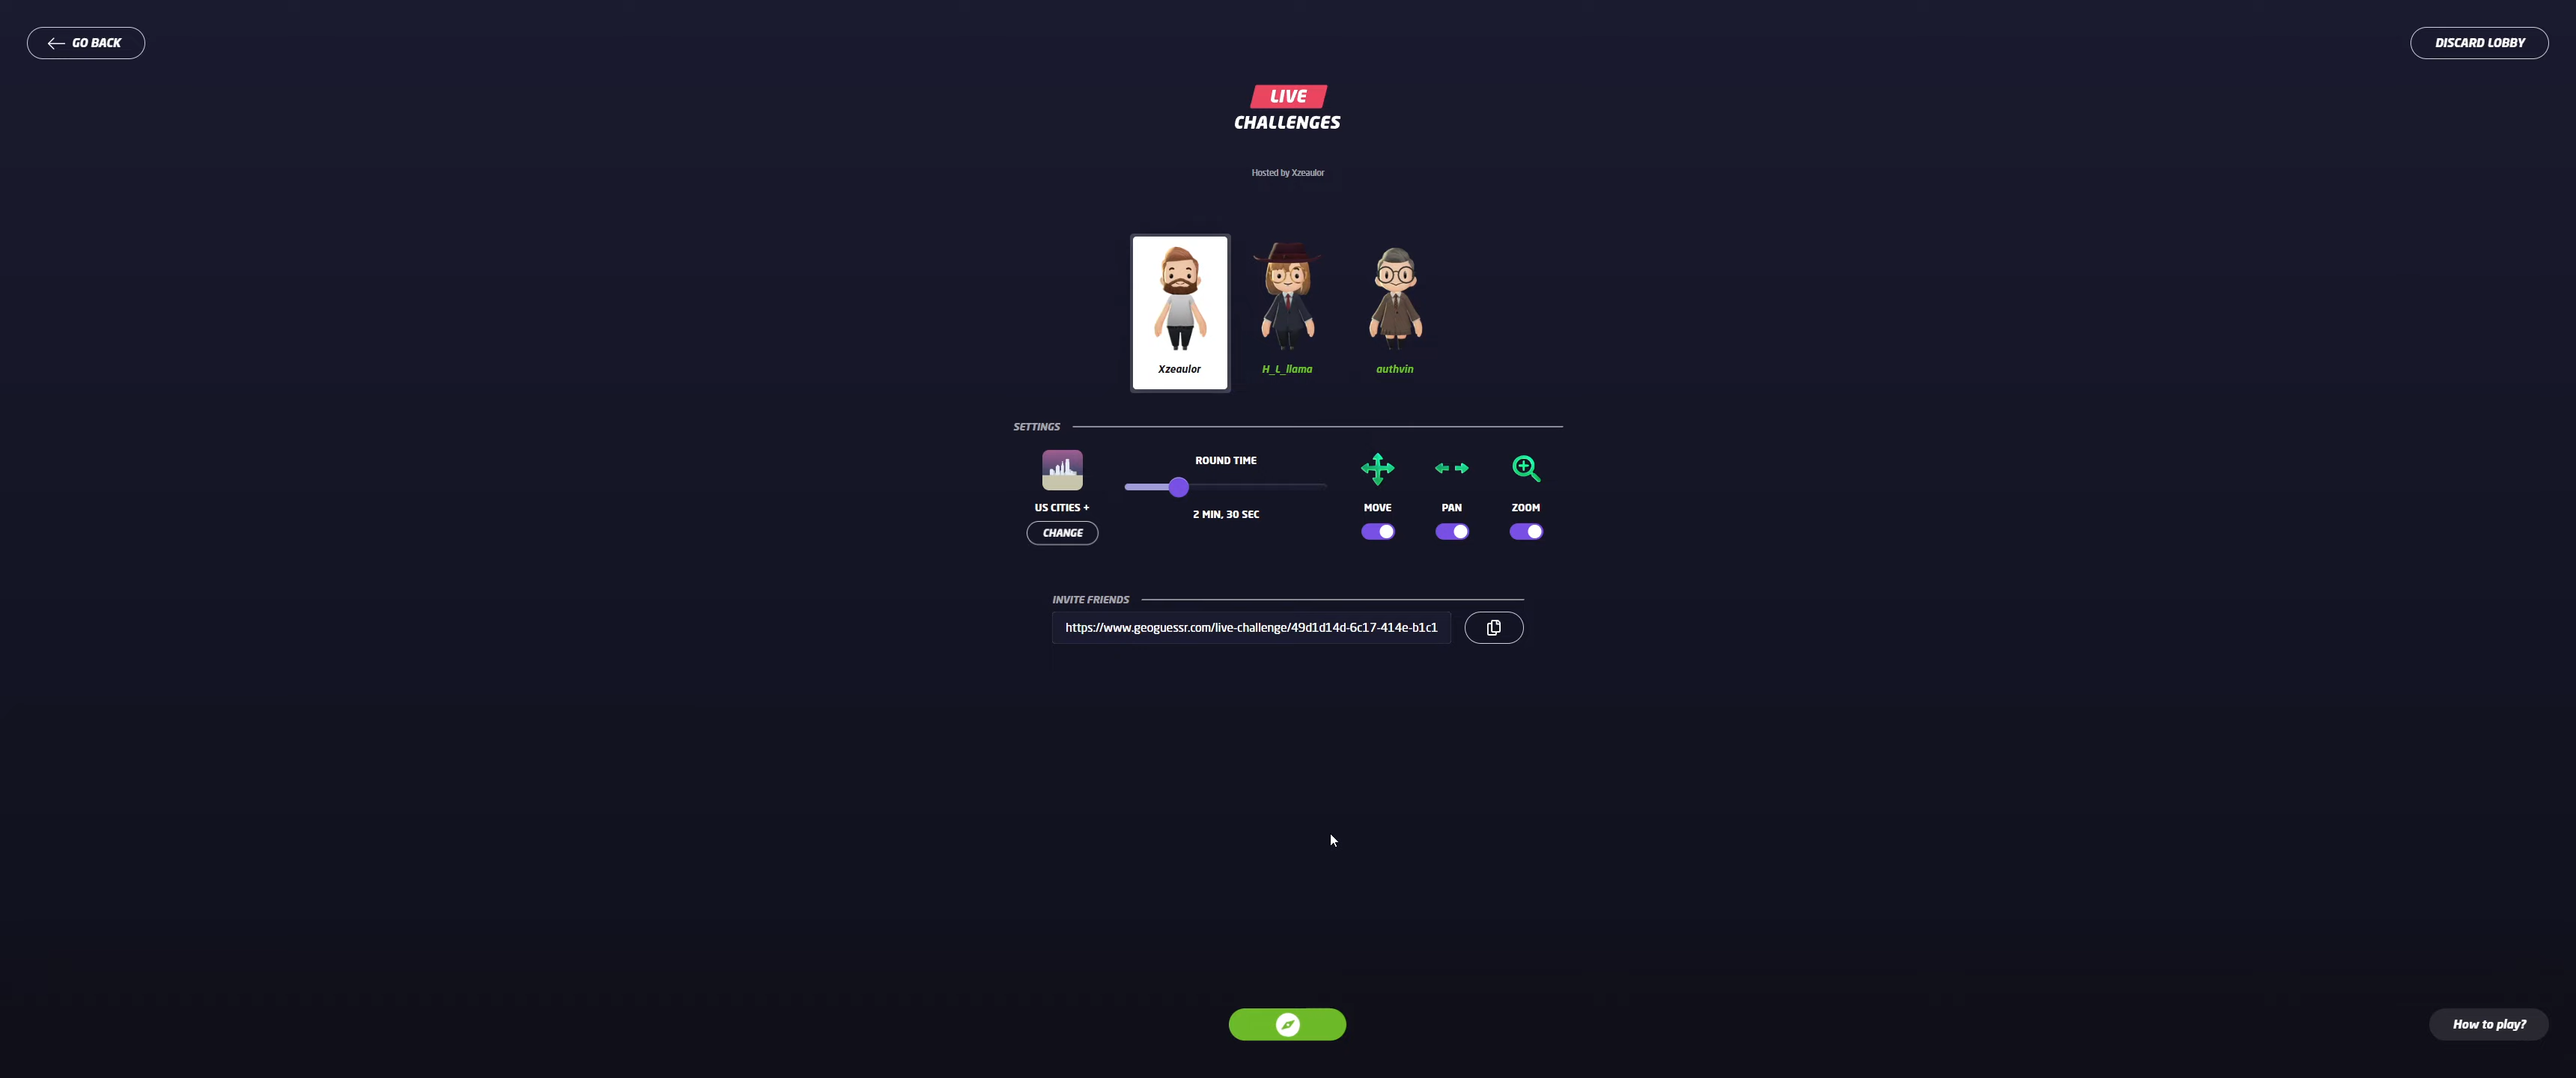 GO BACK
DISCARD LOBBY
LIVE
CHALLENGES
Hosted by Xzeaulor
Xzeaulor
H_L_llama
authvin
SETTINGS
US CITIES +
CHANGE
ROUND TIME
2 MIN, 30 SEC
MOVE
PAN
ZOOM
INVITE FRIENDS
https://www.geoguessr.com/live-challenge/49d1d14d-6c17-414e-b1c1
How to play?